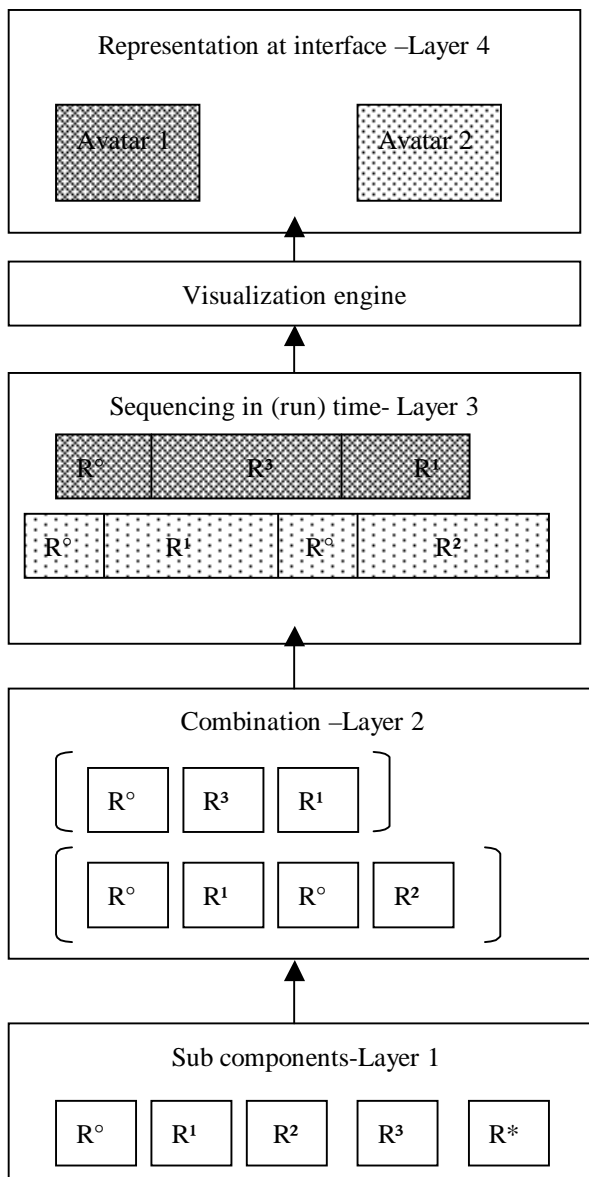 Representation at interface –Layer 4
Avatar 1 Avatar 2
Visualization engine
Sequencing in (run) time- Layer 3
R° R³ R¹
R° R¹ R° R²
Combination –Layer 2
R° R³ R¹
R° R¹ R° R²
Sub components-Layer 1
R° R¹ R² R³ R*